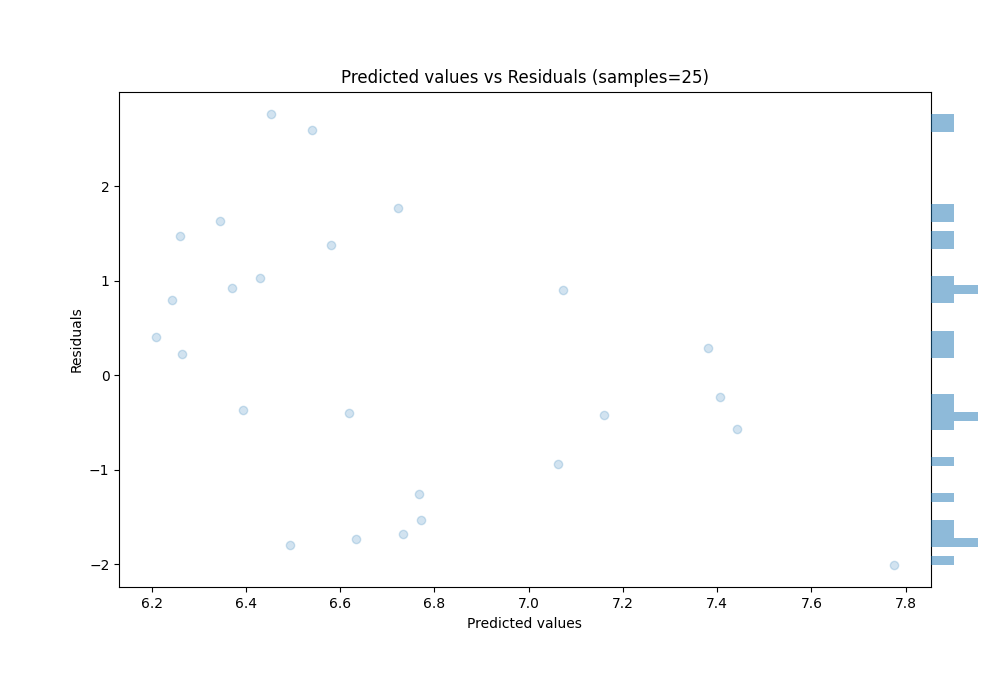 Predicted values vs Residuals (samples=25)
Residuals
2
1
0
−1
−2
6.2 6.4 6.6 6.8 7.0 7.2 7.4 7.6 7.8
Predicted values